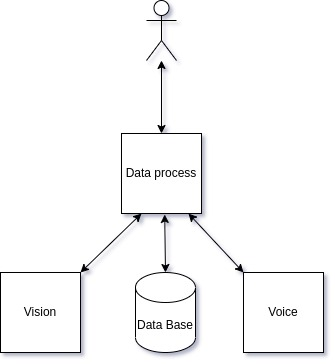 Data process
Vision
Data Base
Voice